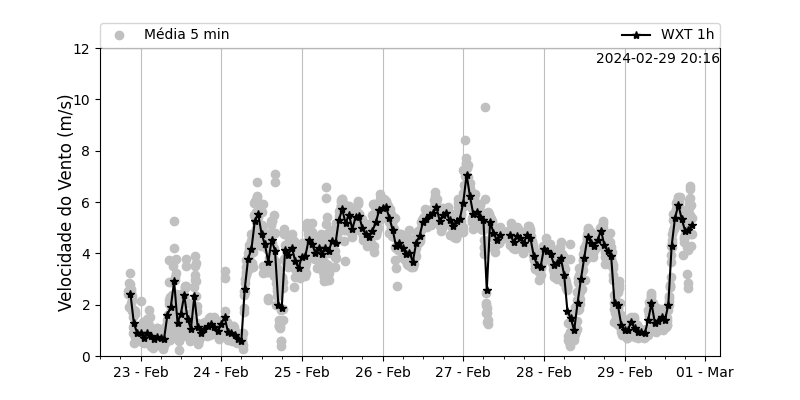 Média 5 min
WXT 1h
2024-02-29 20:16
Velocidade do Vento (m/s)
12
10
8
6
4
2
0
23 - Feb
24 - Feb
25 - Feb
26 - Feb
27 - Feb
28 - Feb
29 - Feb
01 - Mar